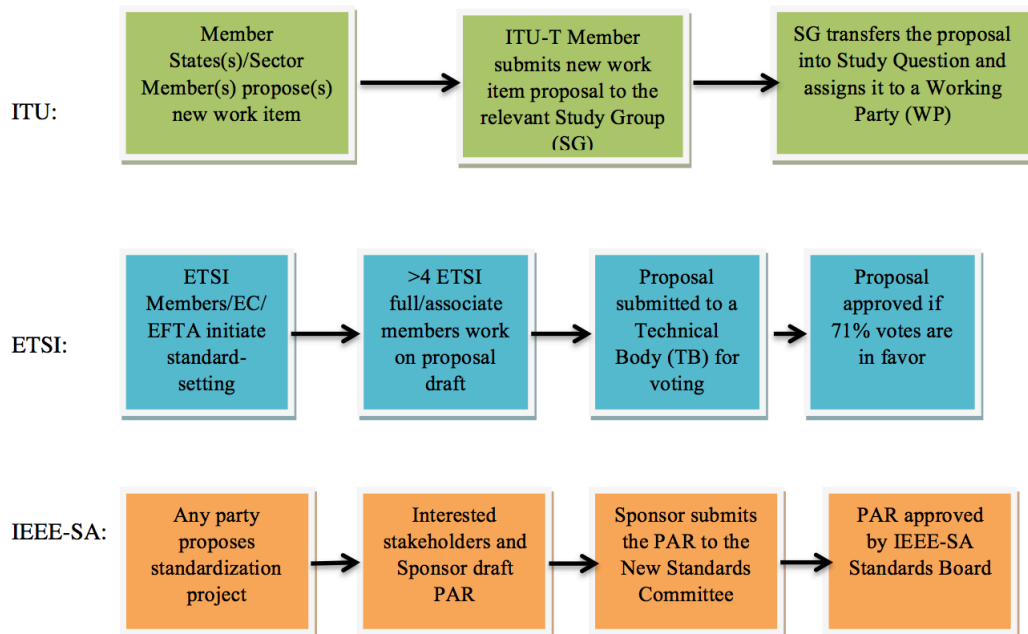 ITU:
Member
States(s)/Sector
Member(s) propose(s)
new work item
ITU-T Member
submits new work
item proposal to the
relevant Study Group
(SG)
SG transfers the proposal
into Study Question and
assigns it to a Working
Party (WP)
ETSI:
ETSI
Members/EC/
EFTA initiate
standard-
setting
>4 ETSI
full/associate
members work
on proposal
draft
Proposal
submitted to a
Technical
Body (TB) for
voting
Proposal
approved if
71% votes are
in favor
IEEE-SA:
Any party
proposes
standardization
project
Interested
stakeholders and
Sponsor draft
PAR
Sponsor submits
the PAR to the
New Standards
Committee
PAR approved
by IEEE-SA
Standards Board